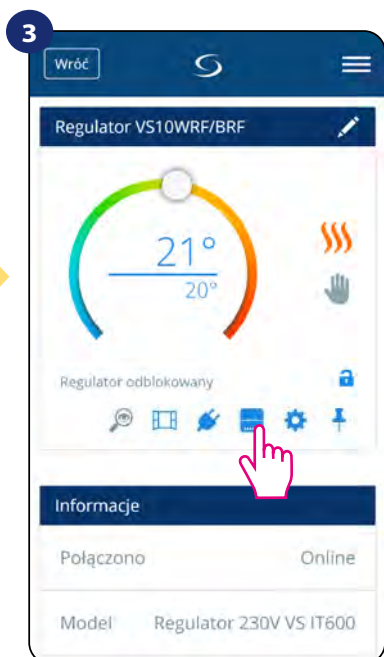 3
Wróć
Regulator VS10WRF/BRF
21°
20°
Regulator odblokowany
Informacje
Połączono Online
Model Regulator 230V VS IT600